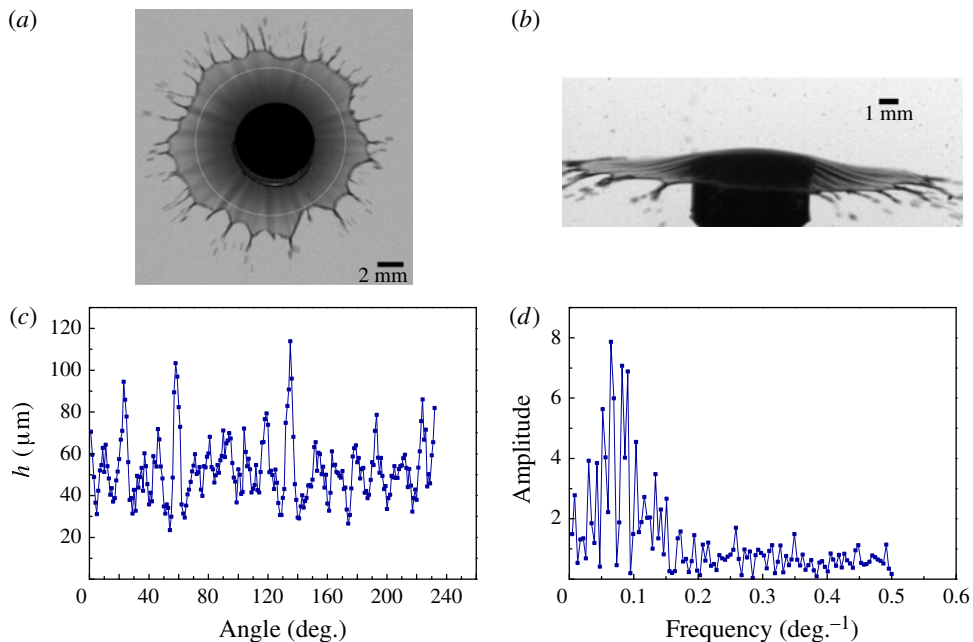 (a)
(b)
1 mm
2 mm
(c)
(d)
120
100
80
60
40
20
h (μm)
0
40
80
120
160
200
240
Angle (deg.)
8
6
4
2
Amplitude
0
0.1
0.2
0.3
0.4
0.5
0.6
Frequency (deg.⁻¹)